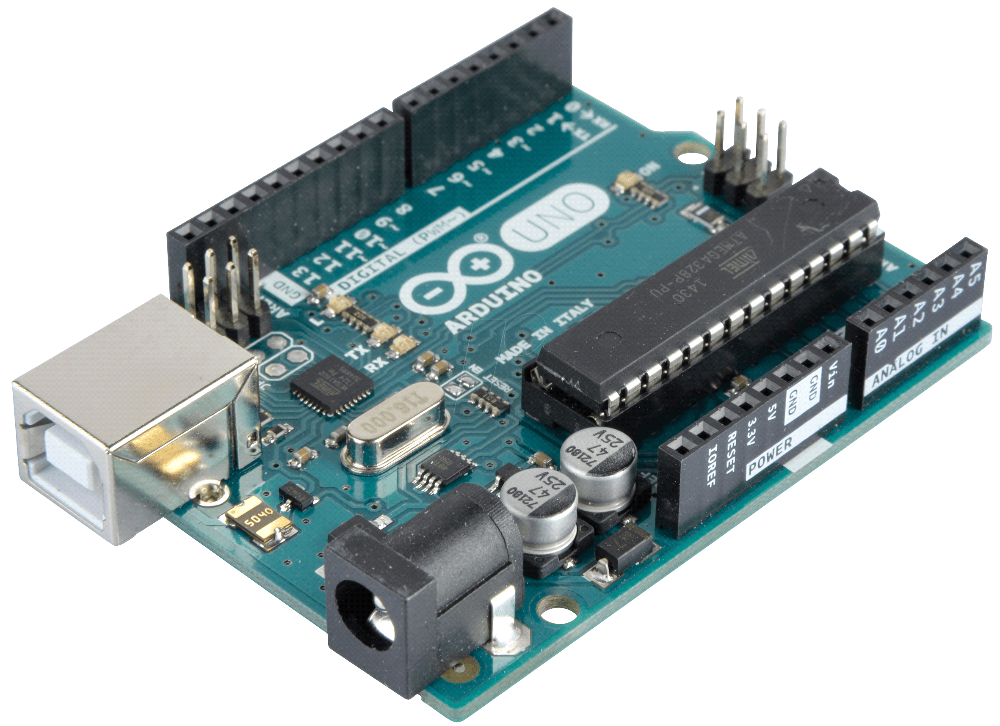 RX
TX
0
1
2
~3
4
~5
~6
7
8
~9
~10
~11
12
13
GND
DIGITAL (PWM~)
ON
UNO
ARDUINO
MADE IN ITALY
L
TX
RX
RESET
EN
ATMEL
ATMEGA328P-PU
1430
ATMEL
T16.000
5040
72180
47
25V
72180
47
25V
A5
A4
A3
A2
A1
A0
ANALOG IN
Vin
GND
GND
5V
3.3V
RESET
IOREF
POWER